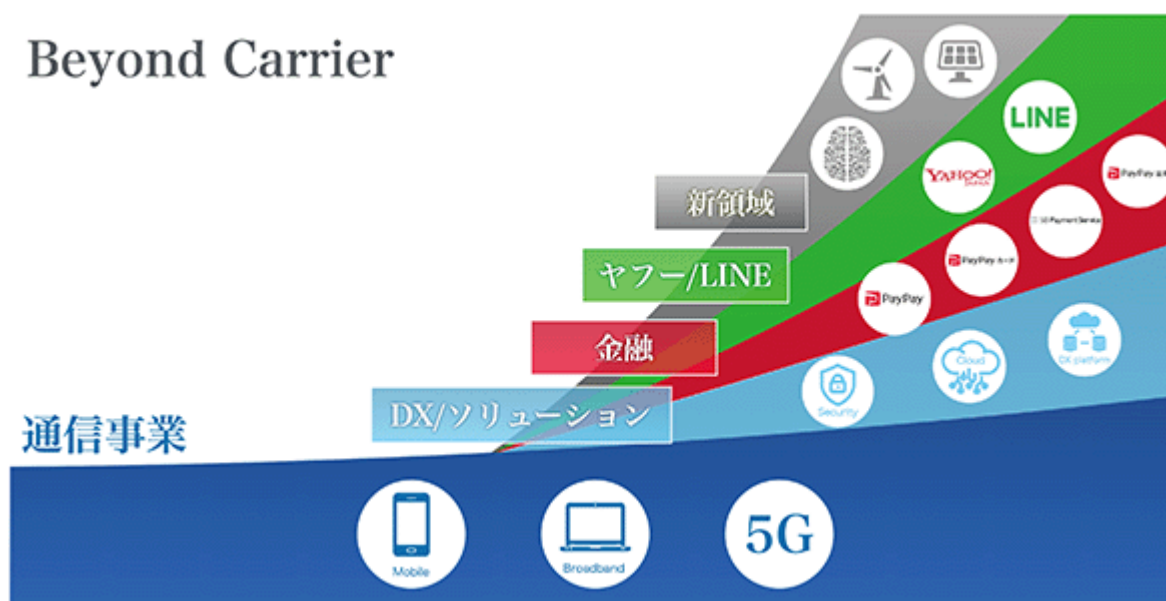 Beyond Carrier
LINE
YAHOO!
JAPAN
PayPay
新領域
SB Payment Service
ヤフー/LINE
PayPay カード
PayPay
金融
Cloud
DX platform
DX/ソリューション
Security
通信事業
5G
Mobile
Broadband